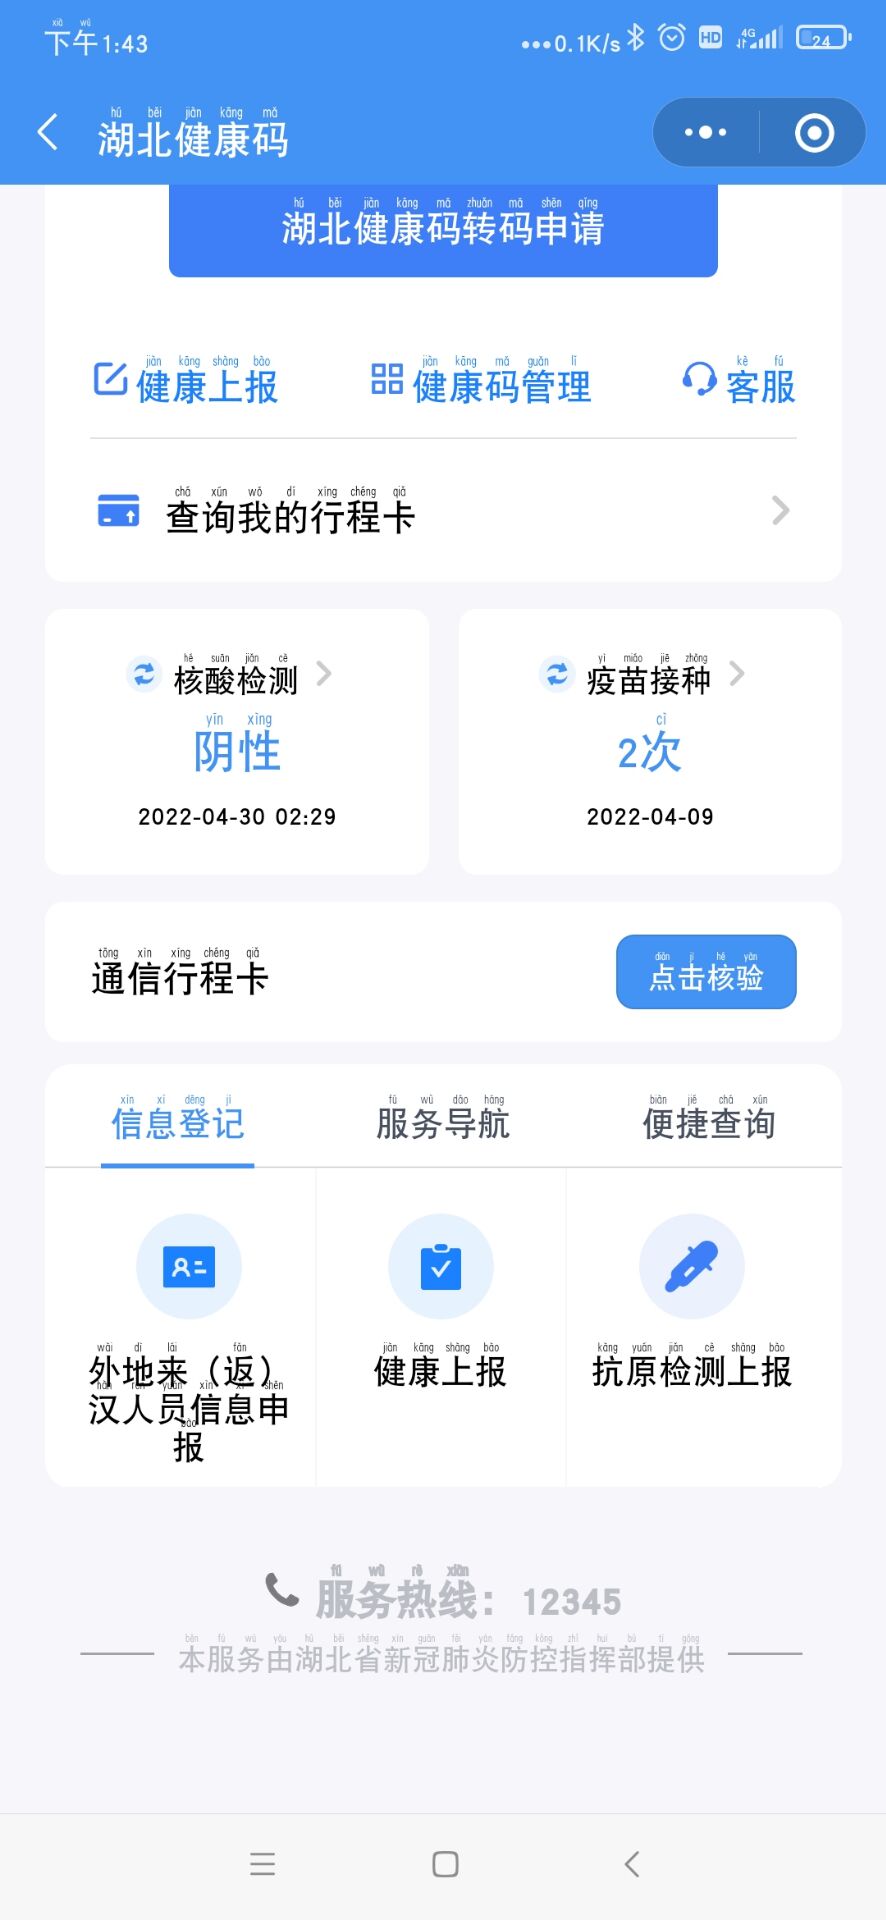 下午1:43
0.1K/s
HD
4G
24
湖北健康码
湖北健康码转码申请
健康上报 健康码管理 客服
查询我的行程卡
核酸检测 疫苗接种
阴性 2次
2022-04-30 02:29 2022-04-09
通信行程卡 点击核验
信息登记 服务导航 便捷查询
外地来（返） 健康上报 抗原检测上报
汉人员信息申
报
服务热线：12345
本服务由湖北省新冠肺炎防控指挥部提供